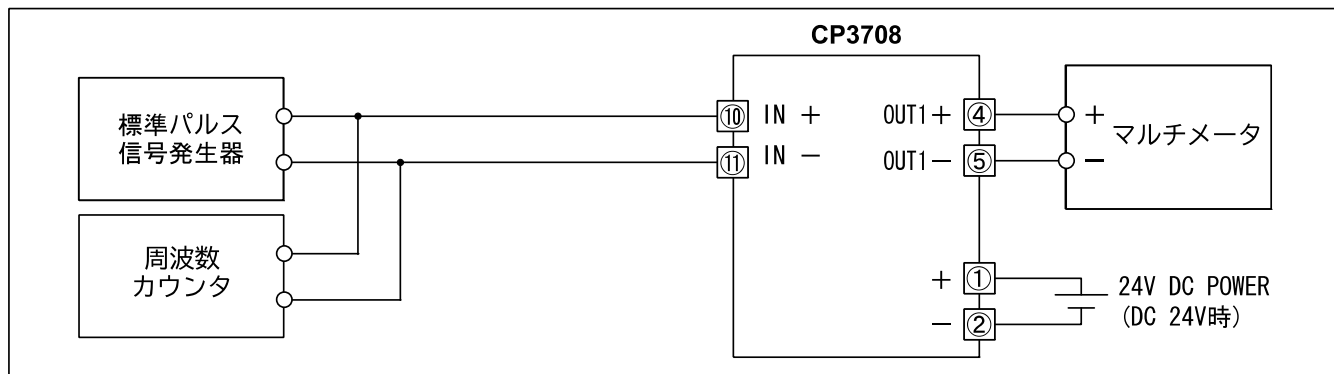 CP3708
標準パルス
信号発生器
周波数
カウンタ
⑩ IN +
⑪ IN −
OUT1+ ④
OUT1− ⑤
+
−
マルチメータ
+ ①
− ②
24V DC POWER
(DC 24V時)